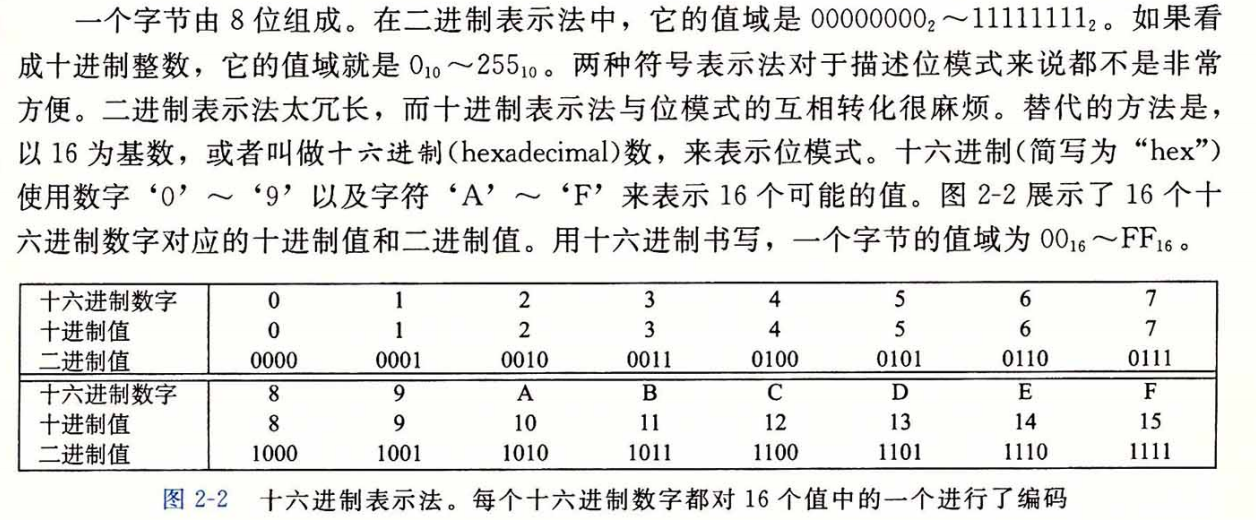 一个字节由 8 位组成。在二进制表示法中，它的值域是 00000000₂～11111111₂。如果看
成十进制整数，它的值域就是 0₁₀～255₁₀。两种符号表示法对于描述位模式来说都不是非常
方便。二进制表示法太冗长，而十进制表示法与位模式的互相转化很麻烦。替代的方法是，
以 16 为基数，或者叫做十六进制(hexadecimal)数，来表示位模式。十六进制(简写为“hex”)
使用数字‘0’～‘9’以及字符‘A’～‘F’来表示 16 个可能的值。图 2-2 展示了 16 个十
六进制数字对应的十进制值和二进制值。用十六进制书写，一个字节的值域为 00₁₆～FF₁₆。
十六进制数字 0 1 2 3 4 5 6 7
十进制值 0 1 2 3 4 5 6 7
二进制值 0000 0001 0010 0011 0100 0101 0110 0111
十六进制数字 8 9 A B C D E F
十进制值 8 9 10 11 12 13 14 15
二进制值 1000 1001 1010 1011 1100 1101 1110 1111
图 2-2 十六进制表示法。每个十六进制数字都对 16 个值中的一个进行了编码